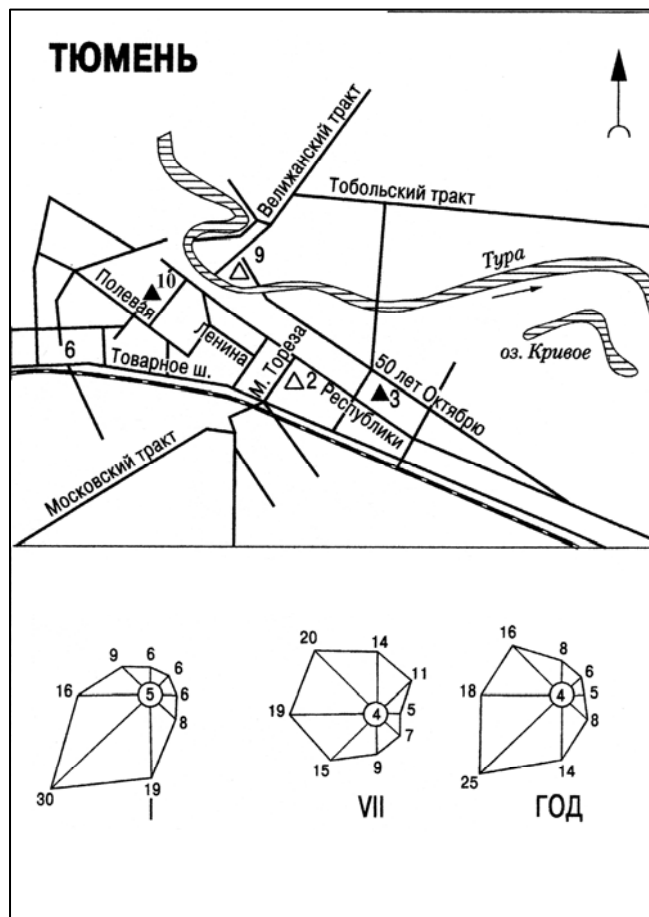 ТЮМЕНЬ
Велижанский тракт
Тобольский тракт
9
Тура
10
Полевая
Ленина
М. Тореза
оз. Кривое
6
Товарное ш.
2
3
50 лет Октябрю
Республики
Московский тракт
9 6 6
16 5 6
8
30 19
I
20 14
11
19 4 5
7
15 9
VII
16 8
6
18 4 5
8
25 14
ГОД